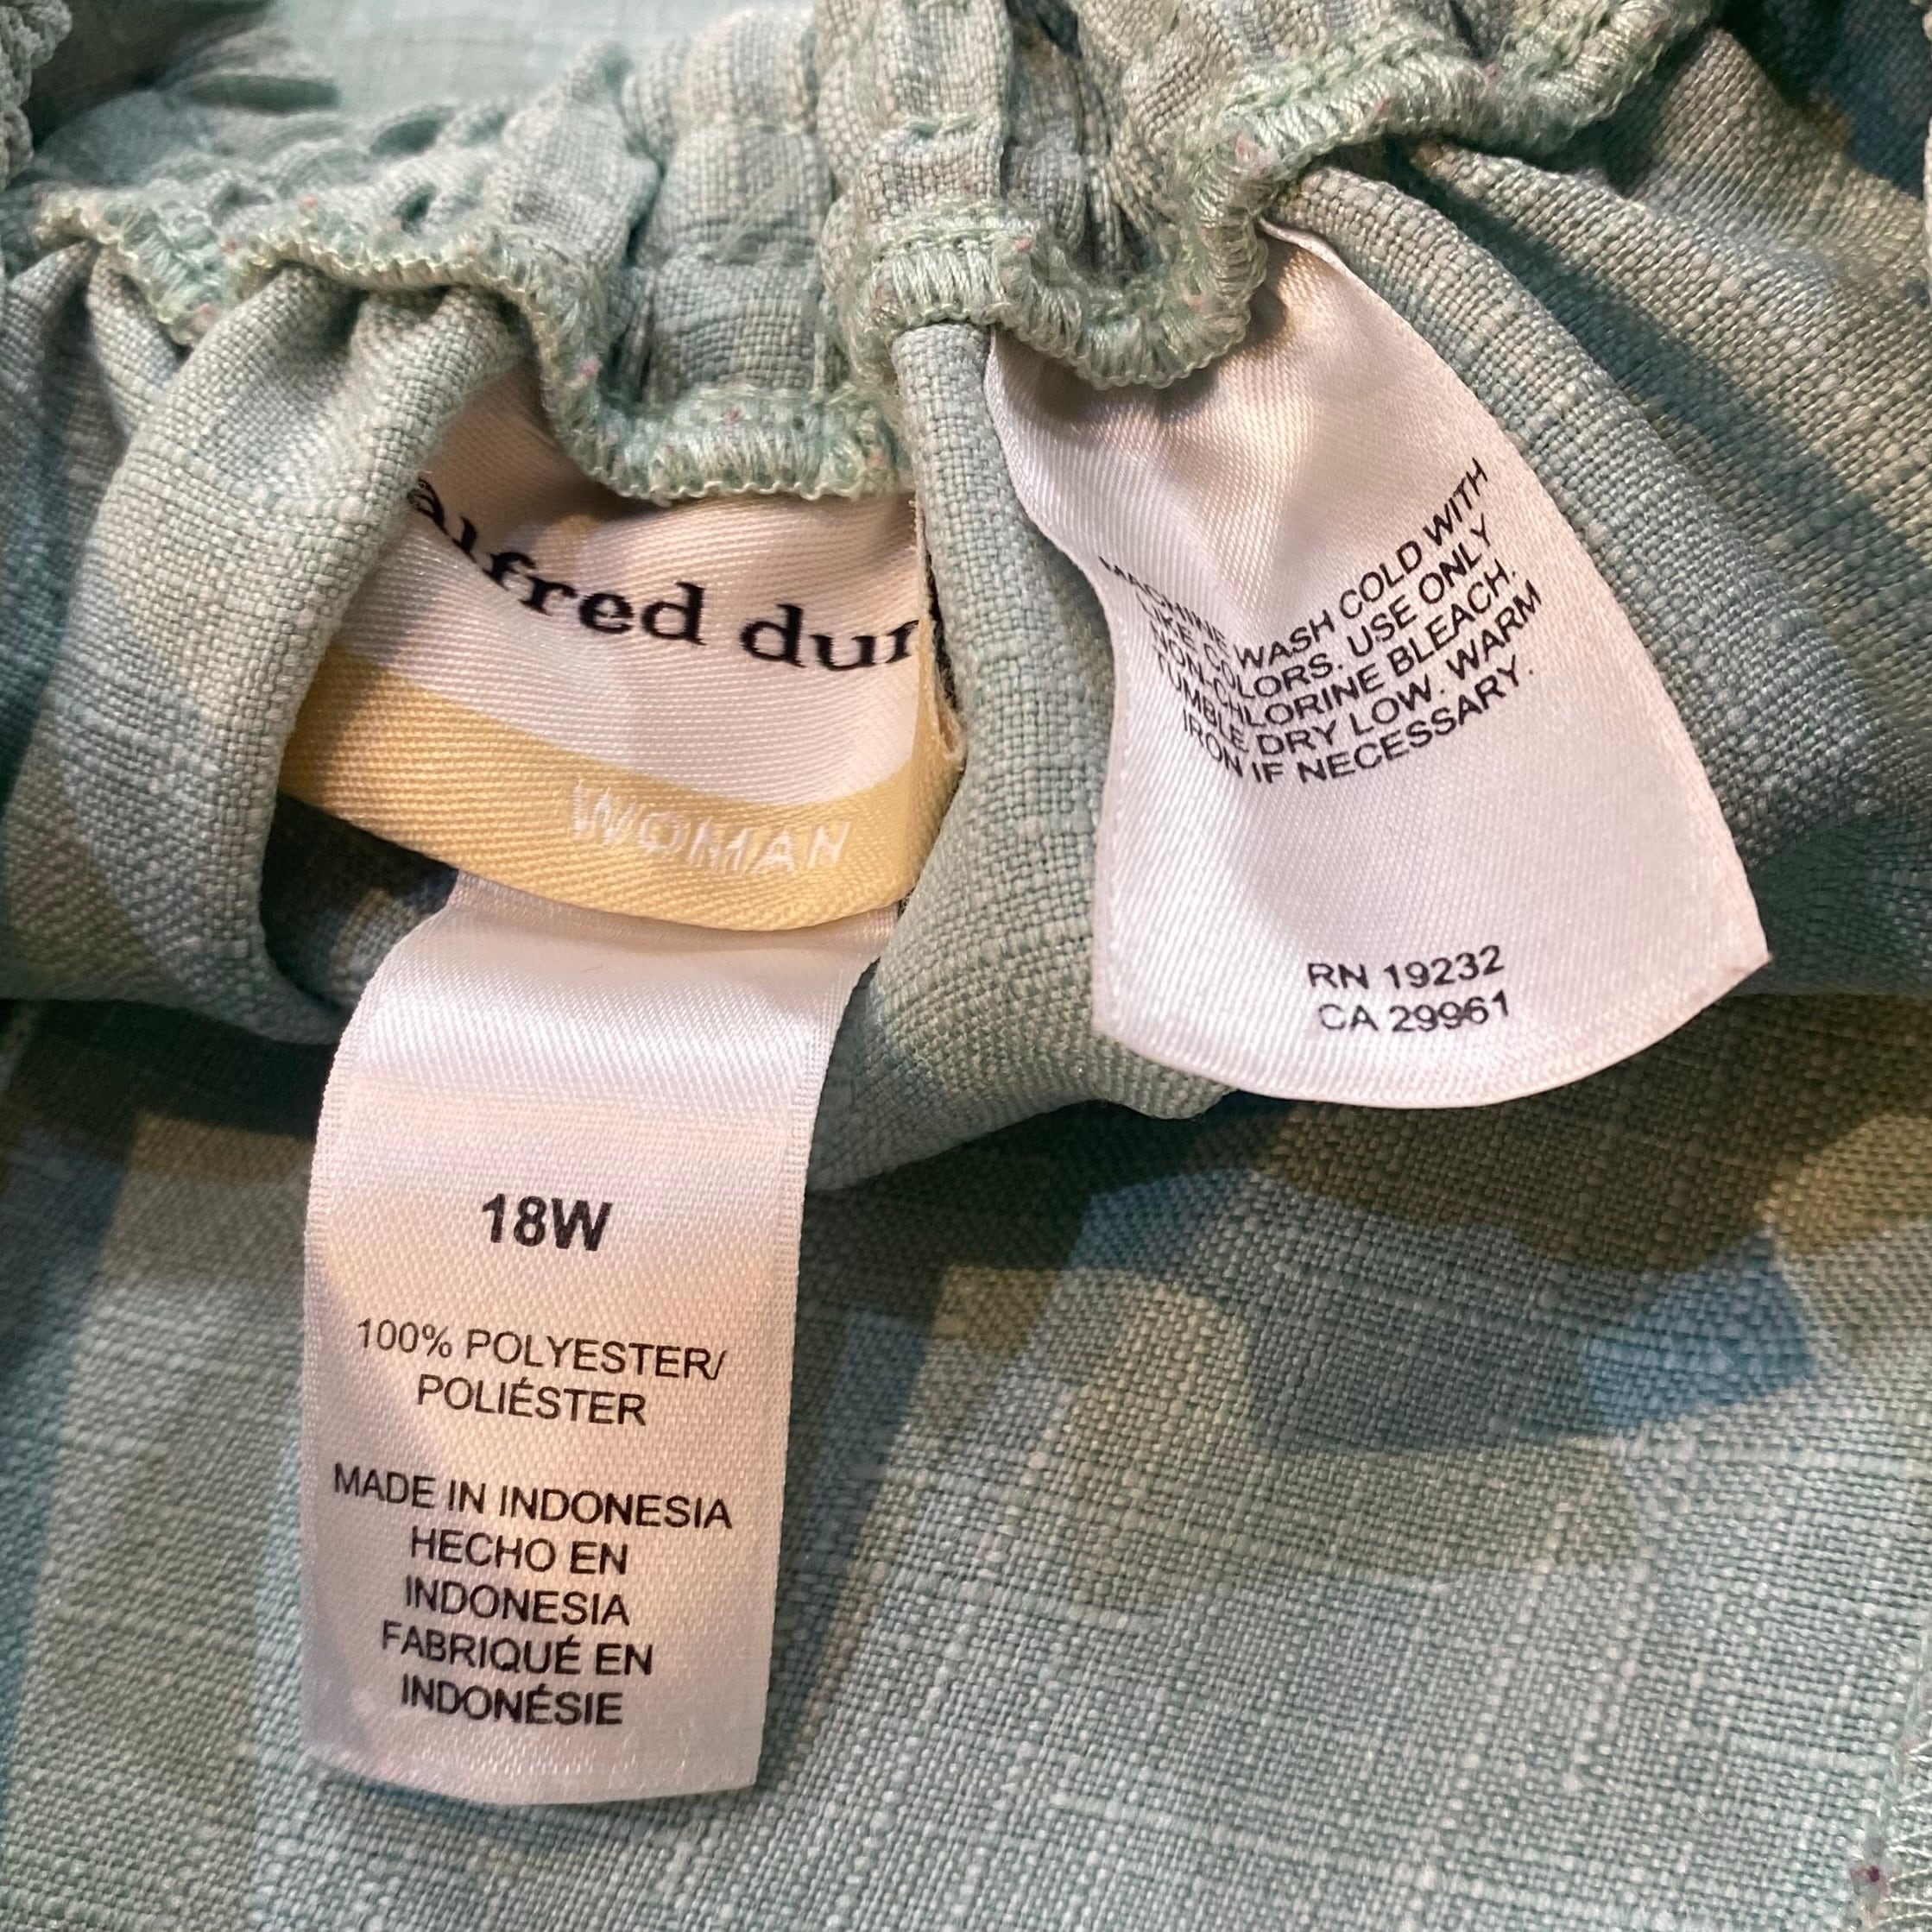 alfred dun
WOMAN
18W
100% POLYESTER/
POLIÉSTER
MADE IN INDONESIA
HECHO EN
INDONESIA
FABRIQUÉ EN
INDONÉSIE
MACHINE WASH COLD WITH
LIKE COLORS. USE ONLY
NON-CHLORINE BLEACH.
TUMBLE DRY LOW. WARM
IRON IF NECESSARY.
RN 19232
CA 29961